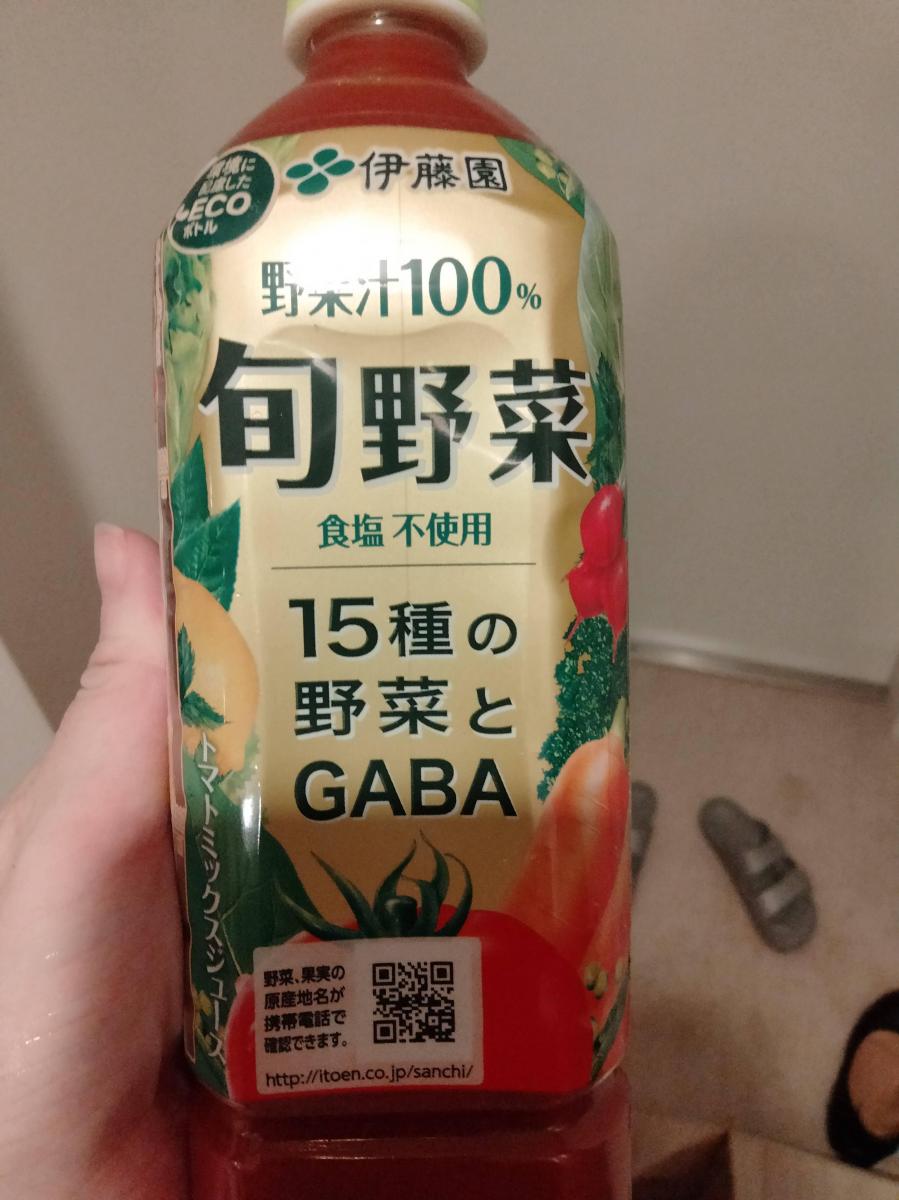 環境に
配慮した
ECO
ボトル
伊藤園
野菜汁100%
旬野菜
食塩 不使用
15種の
野菜と
GABA
トマトミックスジュース
野菜、果実の
原産地名が
携帯電話で
確認できます。
http://itoen.co.jp/sanchi/